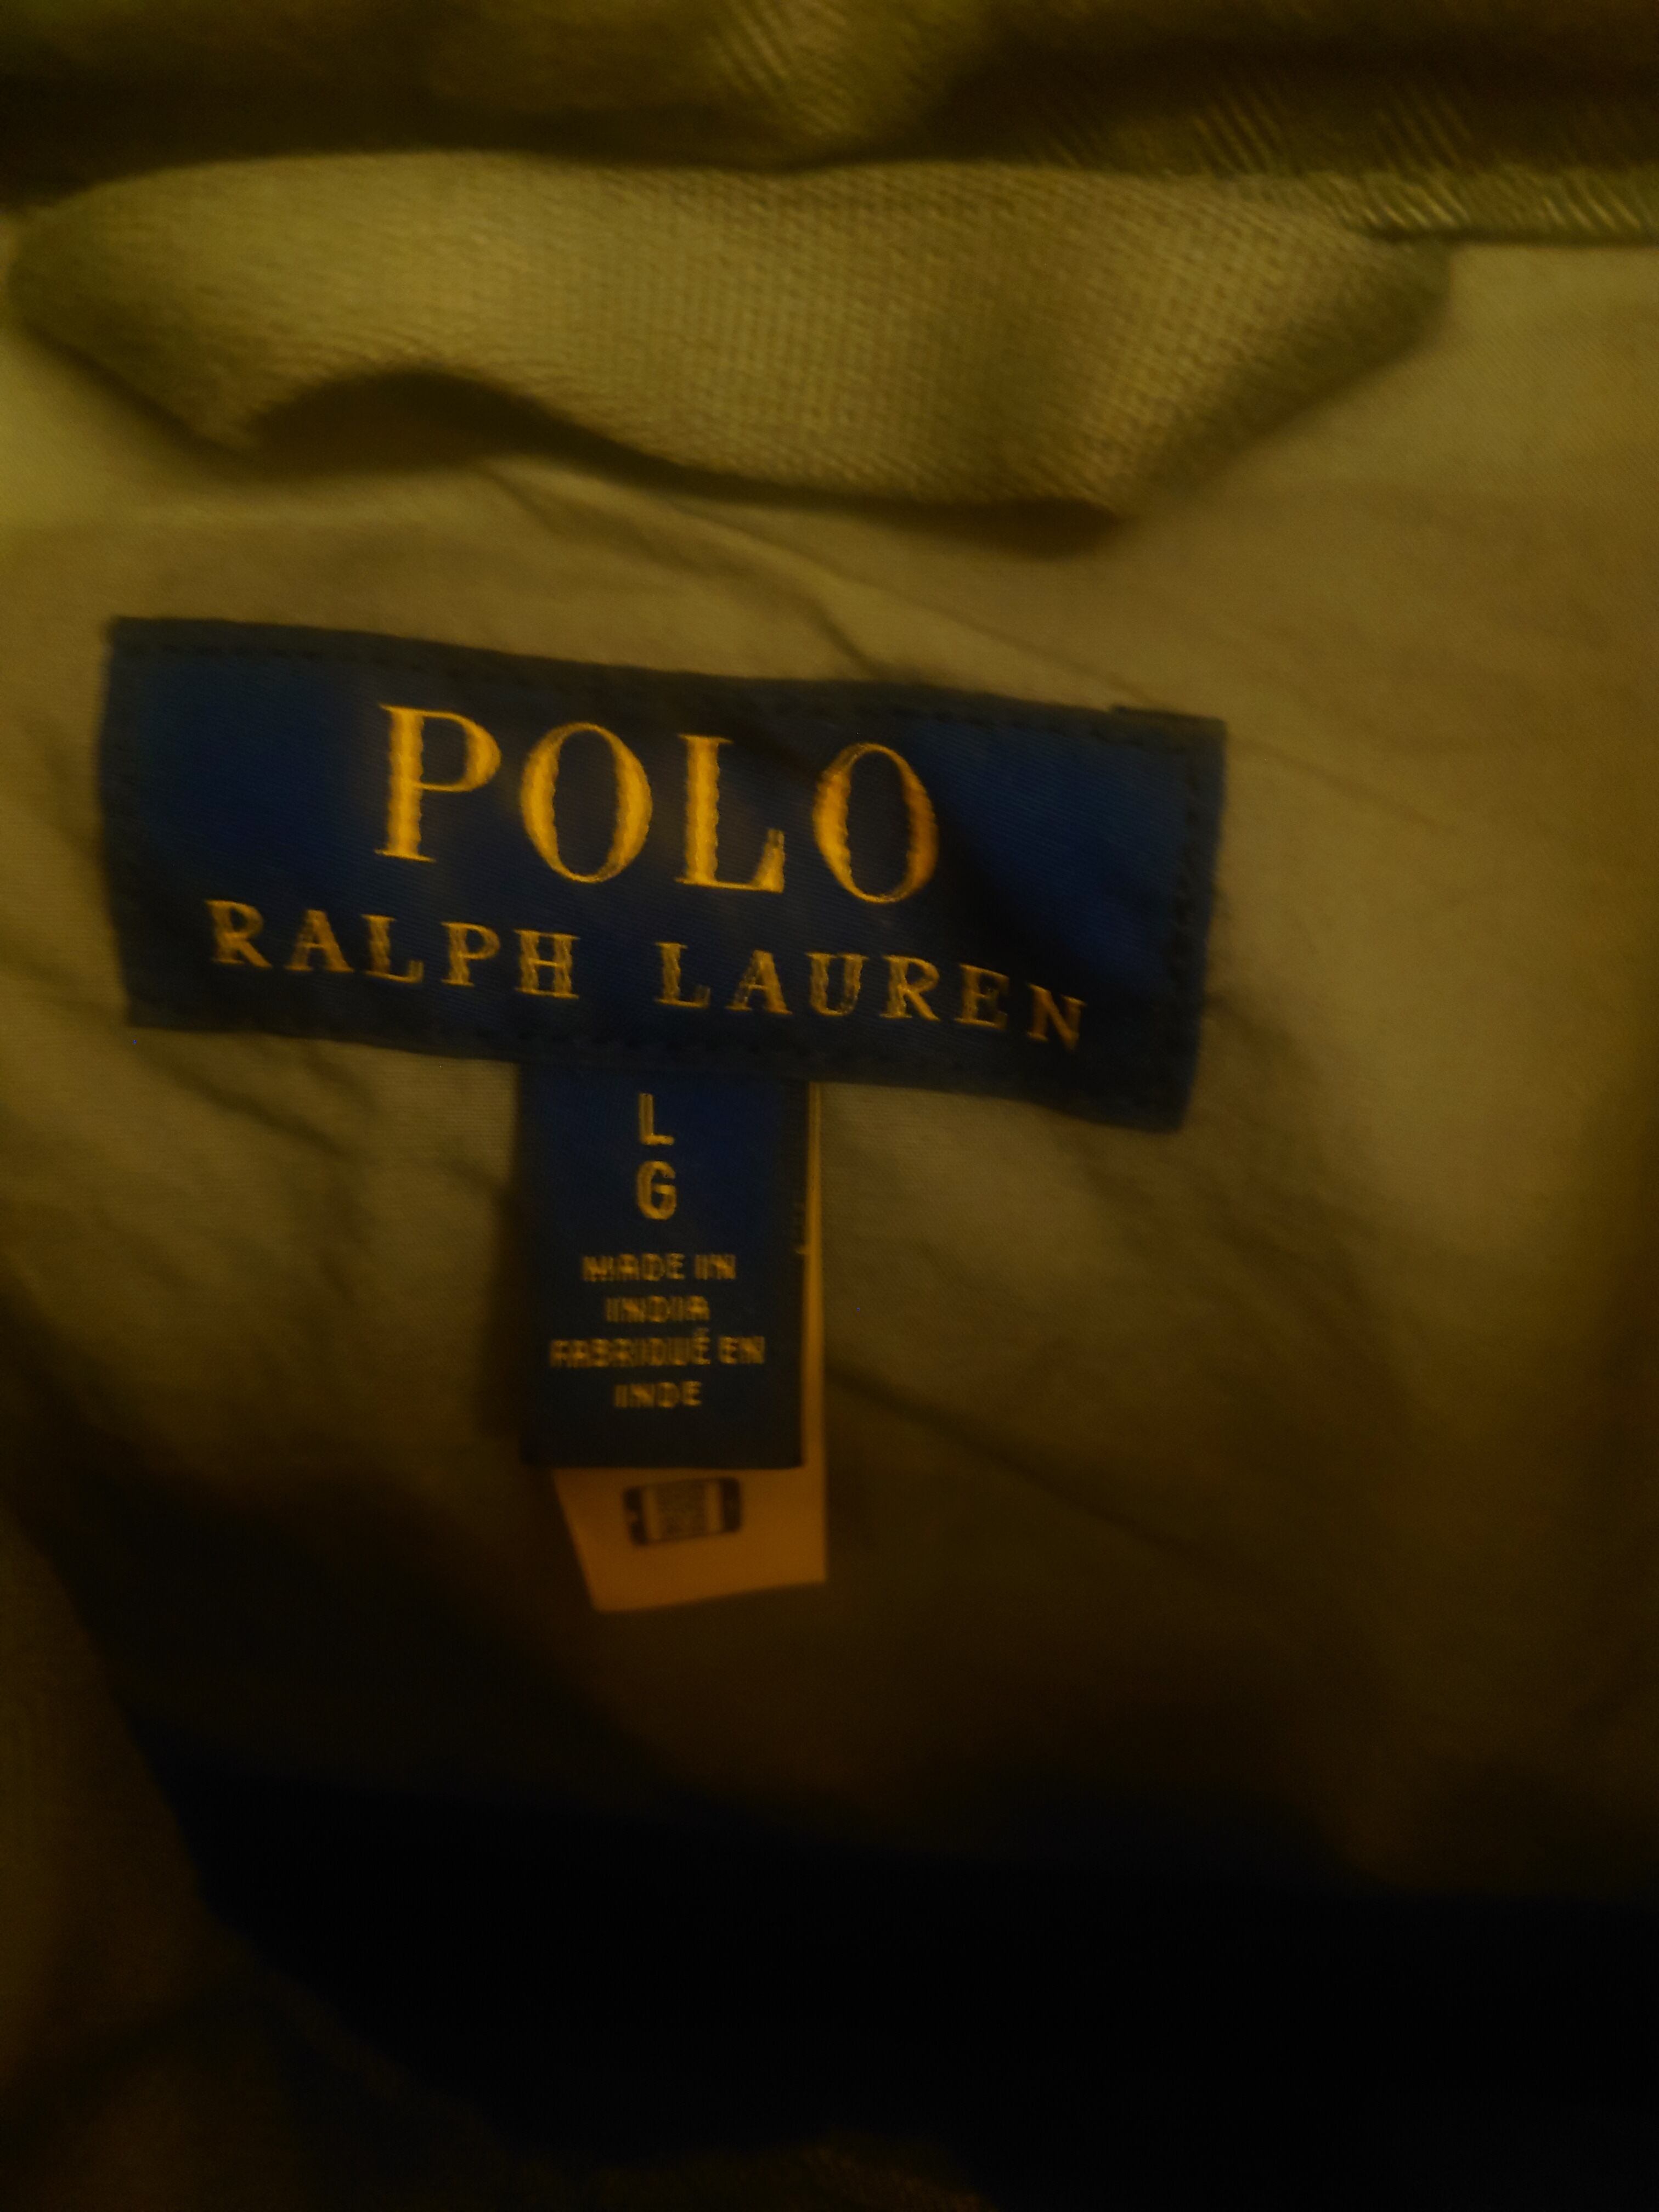 POLO
RALPH LAUREN
L
G
MADE IN
INDIA
FABRIQUÉ EN
INDE